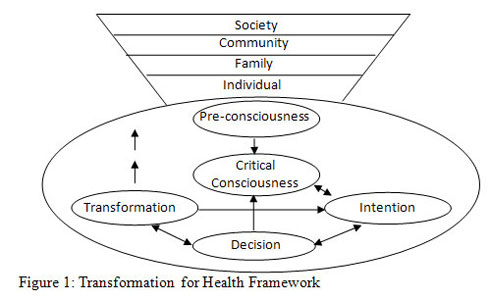 Society
Community
Family
Individual
Pre-consciousness
Critical
Consciousness
Transformation
Intention
Decision
Figure 1: Transformation for Health Framework